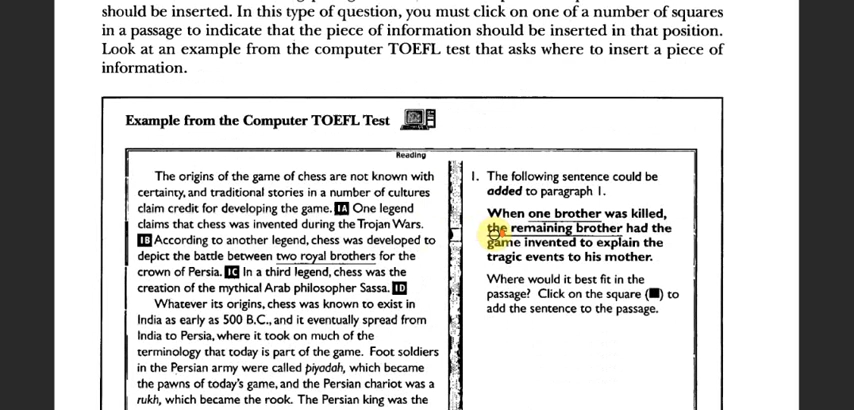 should be inserted. In this type of question, you must click on one of a number of squares
in a passage to indicate that the piece of information should be inserted in that position.
Look at an example from the computer TOEFL test that asks where to insert a piece of
information.
Example from the Computer TOEFL Test
Reading
The origins of the game of chess are not known with
certainty, and traditional stories in a number of cultures
claim credit for developing the game. 1A One legend
claims that chess was invented during the Trojan Wars.
1B According to another legend, chess was developed to
depict the battle between two royal brothers for the
crown of Persia. 1C In a third legend, chess was the
creation of the mythical Arab philosopher Sassa. 1D
Whatever its origins, chess was known to exist in
India as early as 500 B.C., and it eventually spread from
India to Persia, where it took on much of the
terminology that today is part of the game. Foot soldiers
in the Persian army were called piyadah, which became
the pawns of today's game, and the Persian chariot was a
rukh, which became the rook. The Persian king was the
1. The following sentence could be
added to paragraph 1.
When one brother was killed,
the remaining brother had the
game invented to explain the
tragic events to his mother.
Where would it best fit in the
passage? Click on the square (■) to
add the sentence to the passage.